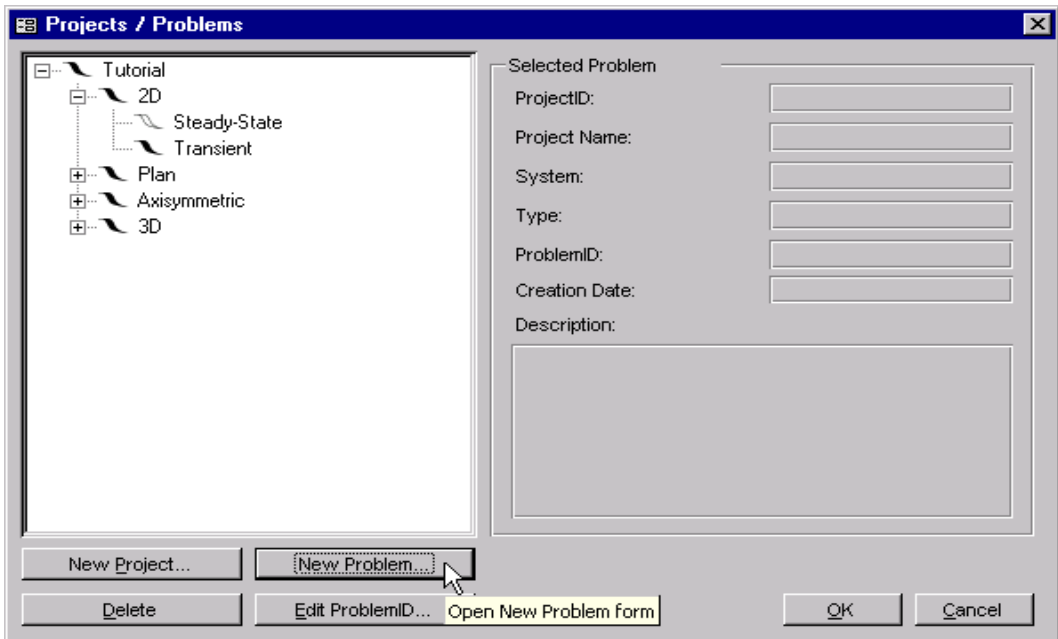 Projects / Problems
Tutorial
2D
Steady-State
Transient
Plan
Axisymmetric
3D
Selected Problem
ProjectID:
Project Name:
System:
Type:
ProblemID:
Creation Date:
Description:
New Project...
New Problem...
Delete
Edit ProblemID...
Open New Problem form
OK
Cancel